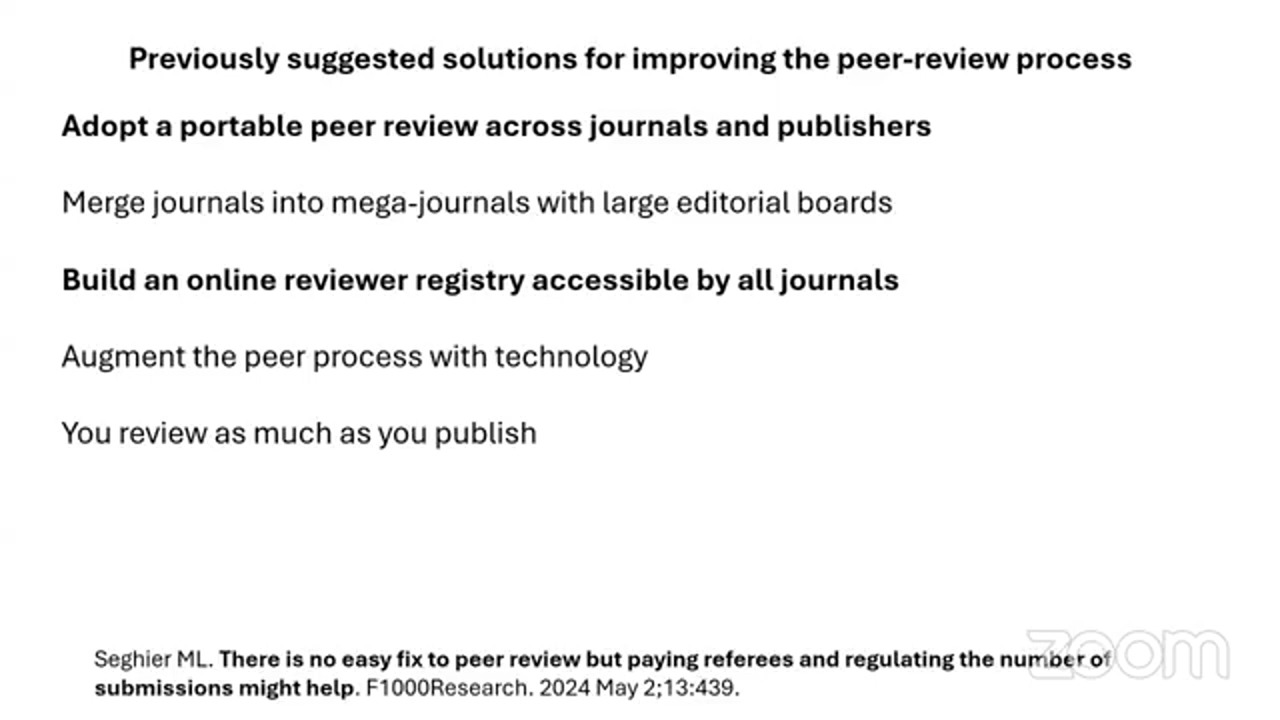 Previously suggested solutions for improving the peer-review process
Adopt a portable peer review across journals and publishers
Merge journals into mega-journals with large editorial boards
Build an online reviewer registry accessible by all journals
Augment the peer process with technology
You review as much as you publish
zoom
Seghier ML. There is no easy fix to peer review but paying referees and regulating the number of
submissions might help. F1000Research. 2024 May 2;13:439.